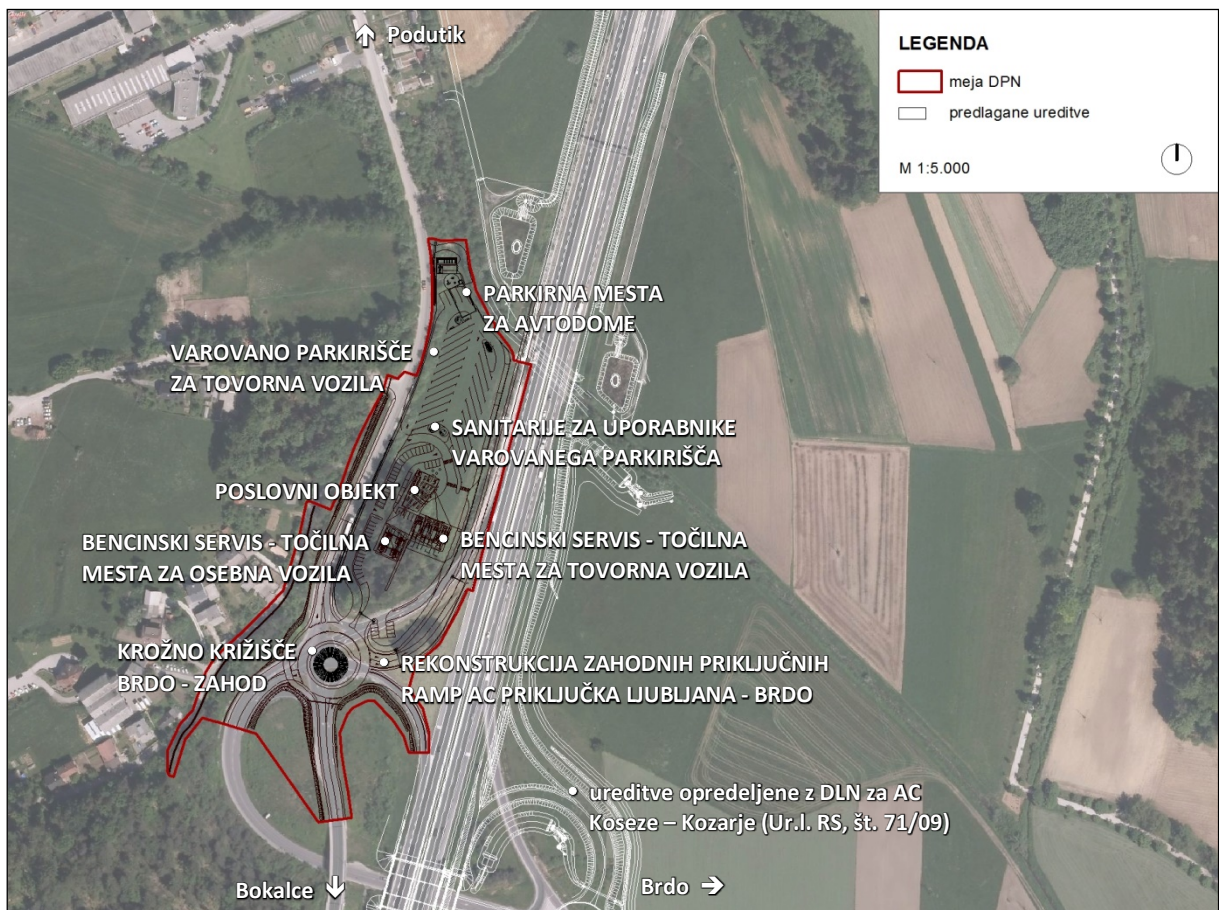 Podutik
LEGENDA
meja DPN
predlagane ureditve
M 1:5.000
PARKIRNA MESTA
ZA AVTODOME
VAROVANO PARKIRIŠČE
ZA TOVORNA VOZILA
SANITARIJE ZA UPORABNIKE
VAROVANEGA PARKIRIŠČA
POSLOVNI OBJEKT
BENCINSKI SERVIS - TOČILNA
MESTA ZA OSEBNA VOZILA
BENCINSKI SERVIS - TOČILNA
MESTA ZA TOVORNA VOZILA
KROŽNO KRIŽIŠČE
BRDO - ZAHOD
REKONSTRUKCIJA ZAHODNIH PRIKLJUČNIH
RAMP AC PRIKLJUČKA LJUBLJANA - BRDO
ureditve opredeljene z DLN za AC
Koseze – Kozarje (Ur.l. RS, št. 71/09)
Bokalce
Brdo